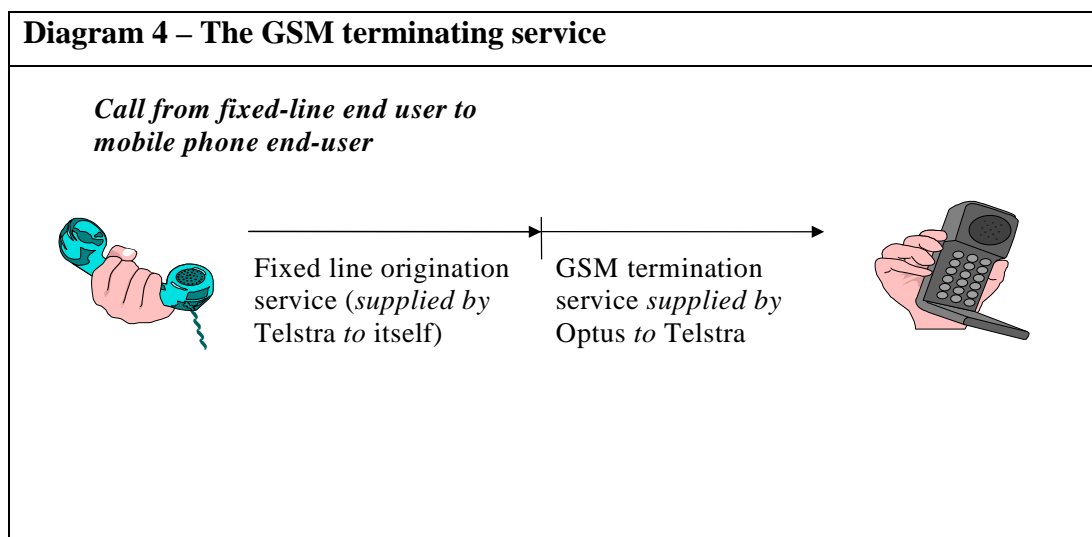 Diagram 4 – The GSM terminating service
Call from fixed-line end user to
mobile phone end-user
Fixed line origination
service (supplied by
Telstra to itself)
GSM termination
service supplied by
Optus to Telstra